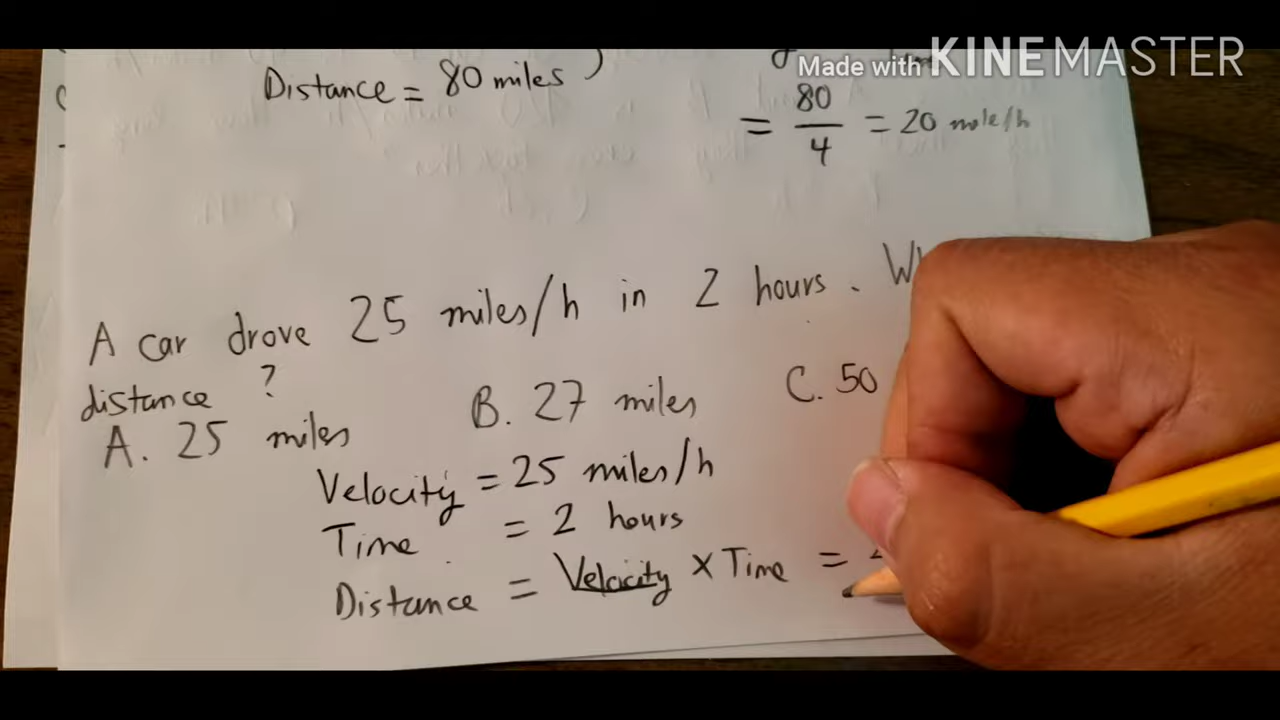 Made with KINEMASTER
Distance = 80 miles )
= 80/4 = 20 mole/h
A car drove 25 miles/h in 2 hours.
distance ?
A. 25 miles B. 27 miles C. 50
Velocity = 25 miles/h
Time = 2 hours
Distance = Velocity × Time =